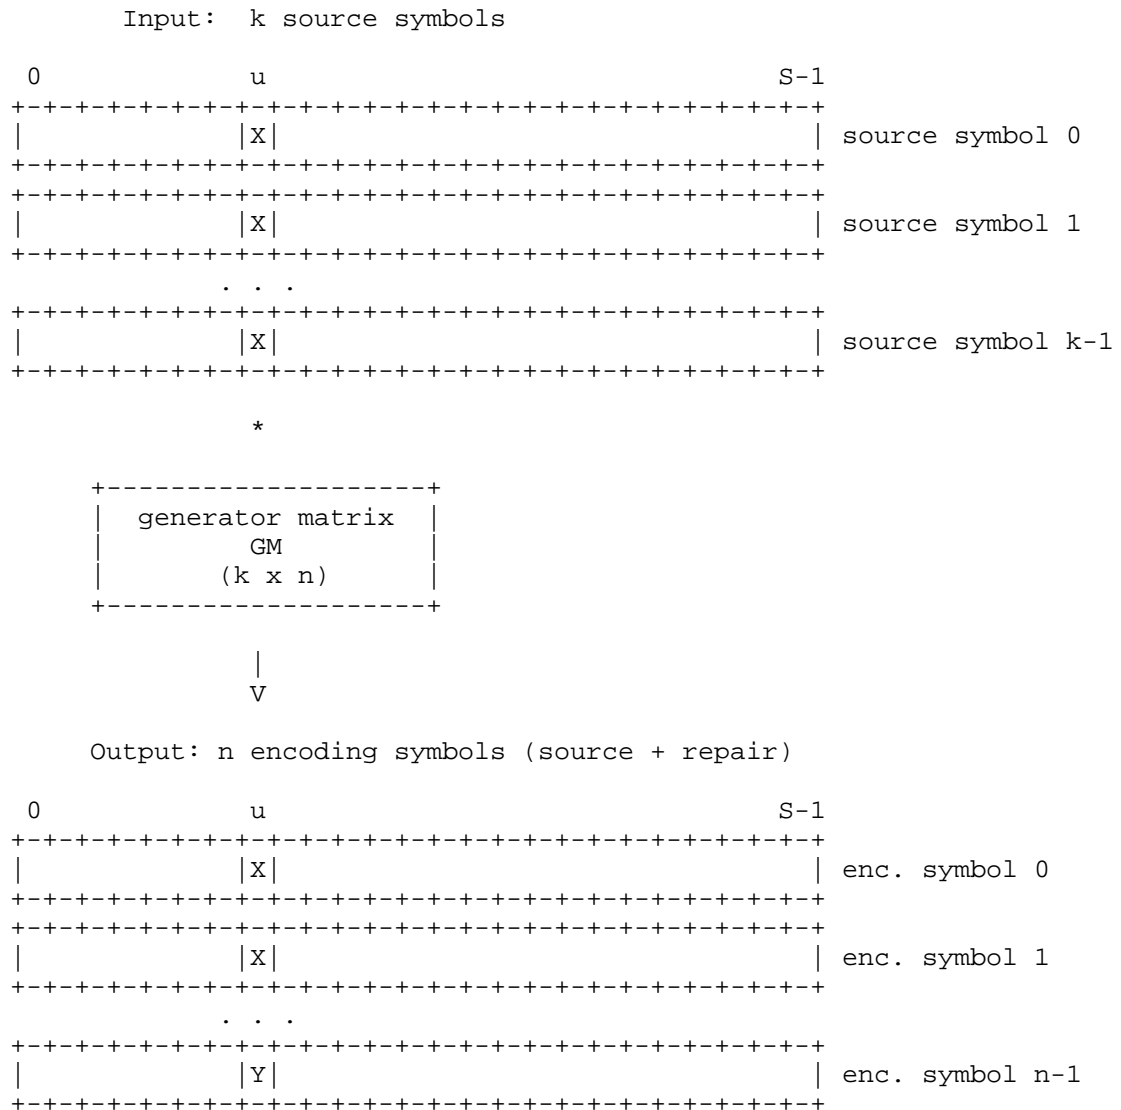 Input:  k source symbols
0              u                                S-1
+-+-+-+-+-+-+-+-+-+-+-+-+-+-+-+-+-+-+-+-+-+-+-+-+-+
|             |X|                                 | source symbol 0
+-+-+-+-+-+-+-+-+-+-+-+-+-+-+-+-+-+-+-+-+-+-+-+-+-+
+-+-+-+-+-+-+-+-+-+-+-+-+-+-+-+-+-+-+-+-+-+-+-+-+-+
|             |X|                                 | source symbol 1
+-+-+-+-+-+-+-+-+-+-+-+-+-+-+-+-+-+-+-+-+-+-+-+-+-+
. . .
+-+-+-+-+-+-+-+-+-+-+-+-+-+-+-+-+-+-+-+-+-+-+-+-+-+
|             |X|                                 | source symbol k-1
+-+-+-+-+-+-+-+-+-+-+-+-+-+-+-+-+-+-+-+-+-+-+-+-+-+
*
+--------------------+
|  generator matrix  |
|         GM         |
|       (k x n)      |
+--------------------+
|
V
Output: n encoding symbols (source + repair)
0              u                                S-1
+-+-+-+-+-+-+-+-+-+-+-+-+-+-+-+-+-+-+-+-+-+-+-+-+-+
|             |X|                                 | enc. symbol 0
+-+-+-+-+-+-+-+-+-+-+-+-+-+-+-+-+-+-+-+-+-+-+-+-+-+
+-+-+-+-+-+-+-+-+-+-+-+-+-+-+-+-+-+-+-+-+-+-+-+-+-+
|             |X|                                 | enc. symbol 1
+-+-+-+-+-+-+-+-+-+-+-+-+-+-+-+-+-+-+-+-+-+-+-+-+-+
. . .
+-+-+-+-+-+-+-+-+-+-+-+-+-+-+-+-+-+-+-+-+-+-+-+-+-+
|             |Y|                                 | enc. symbol n-1
+-+-+-+-+-+-+-+-+-+-+-+-+-+-+-+-+-+-+-+-+-+-+-+-+-+